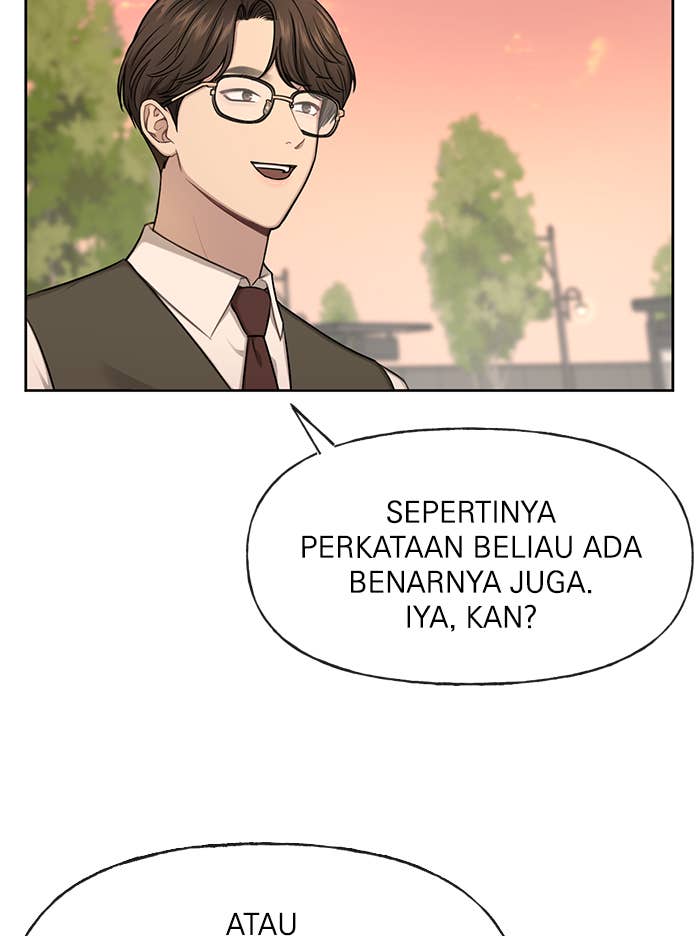 SEPERTINYA
PERKATAAN BELIAU ADA
BENARNYA JUGA.
IYA, KAN?
ATAU